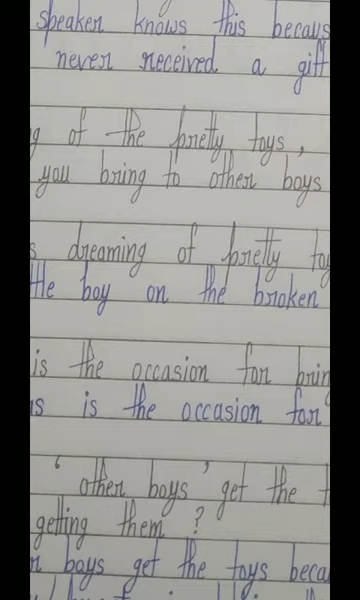 speaker knows this becaus
never received a gift
g of the pretty toys,
you bring to other boys
s dreaming of pretty toy
the boy on the broken
is the occasion for brin
as is the occasion for
' other boys ' get the t
getting them ?
r boys get the toys beca